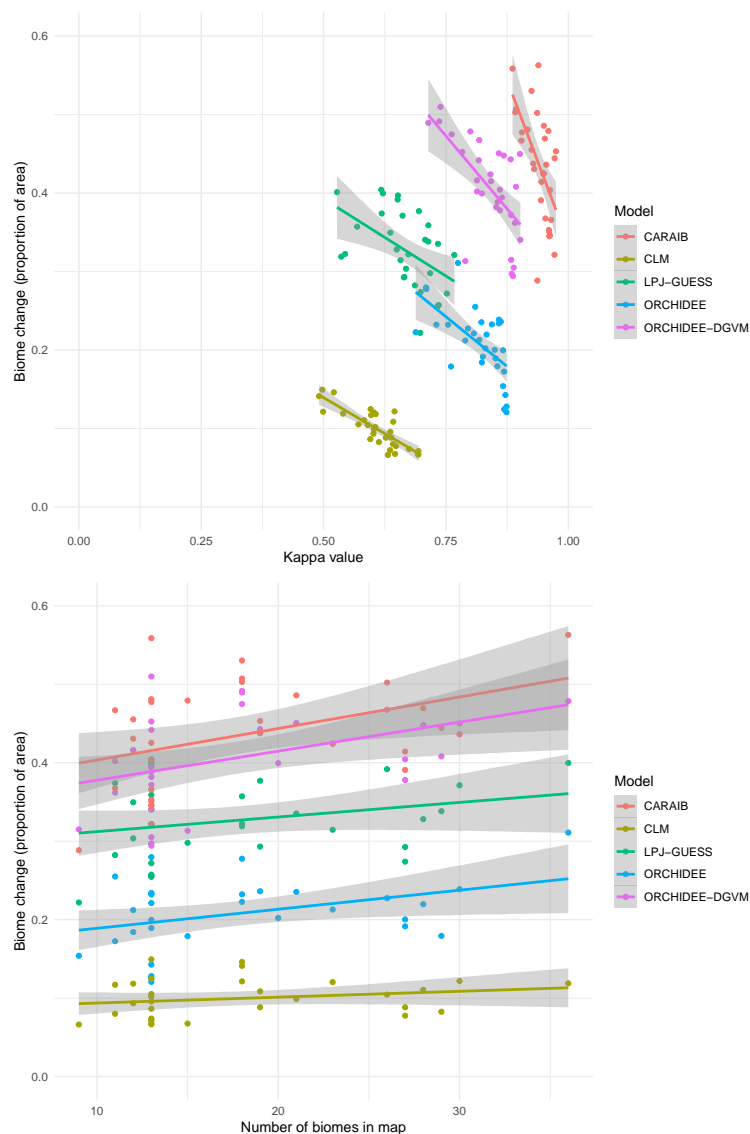 Biome change (proportion of area)
0.6
0.4
0.2
0.0
0.00 0.25 0.50 0.75 1.00
Kappa value
Model
CARAIB
CLM
LPJ−GUESS
ORCHIDEE
ORCHIDEE−DGVM
Biome change (proportion of area)
0.6
0.4
0.2
0.0
10 20 30
Number of biomes in map
Model
CARAIB
CLM
LPJ−GUESS
ORCHIDEE
ORCHIDEE−DGVM